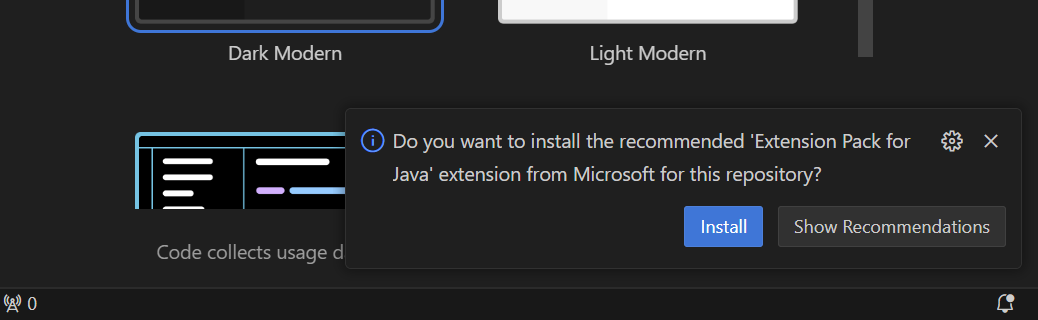 Dark Modern
Light Modern
Do you want to install the recommended 'Extension Pack for
Java' extension from Microsoft for this repository?
Install
Show Recommendations
Code collects usage
0